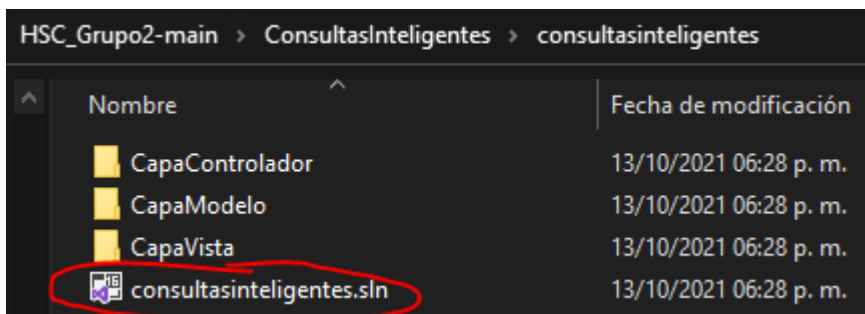 HSC_Grupo2-main > ConsultasInteligentes > consultasinteligentes
Nombre Fecha de modificación
CapaControlador 13/10/2021 06:28 p. m.
CapaModelo 13/10/2021 06:28 p. m.
CapaVista 13/10/2021 06:28 p. m.
consultasinteligentes.sln 13/10/2021 06:28 p. m.